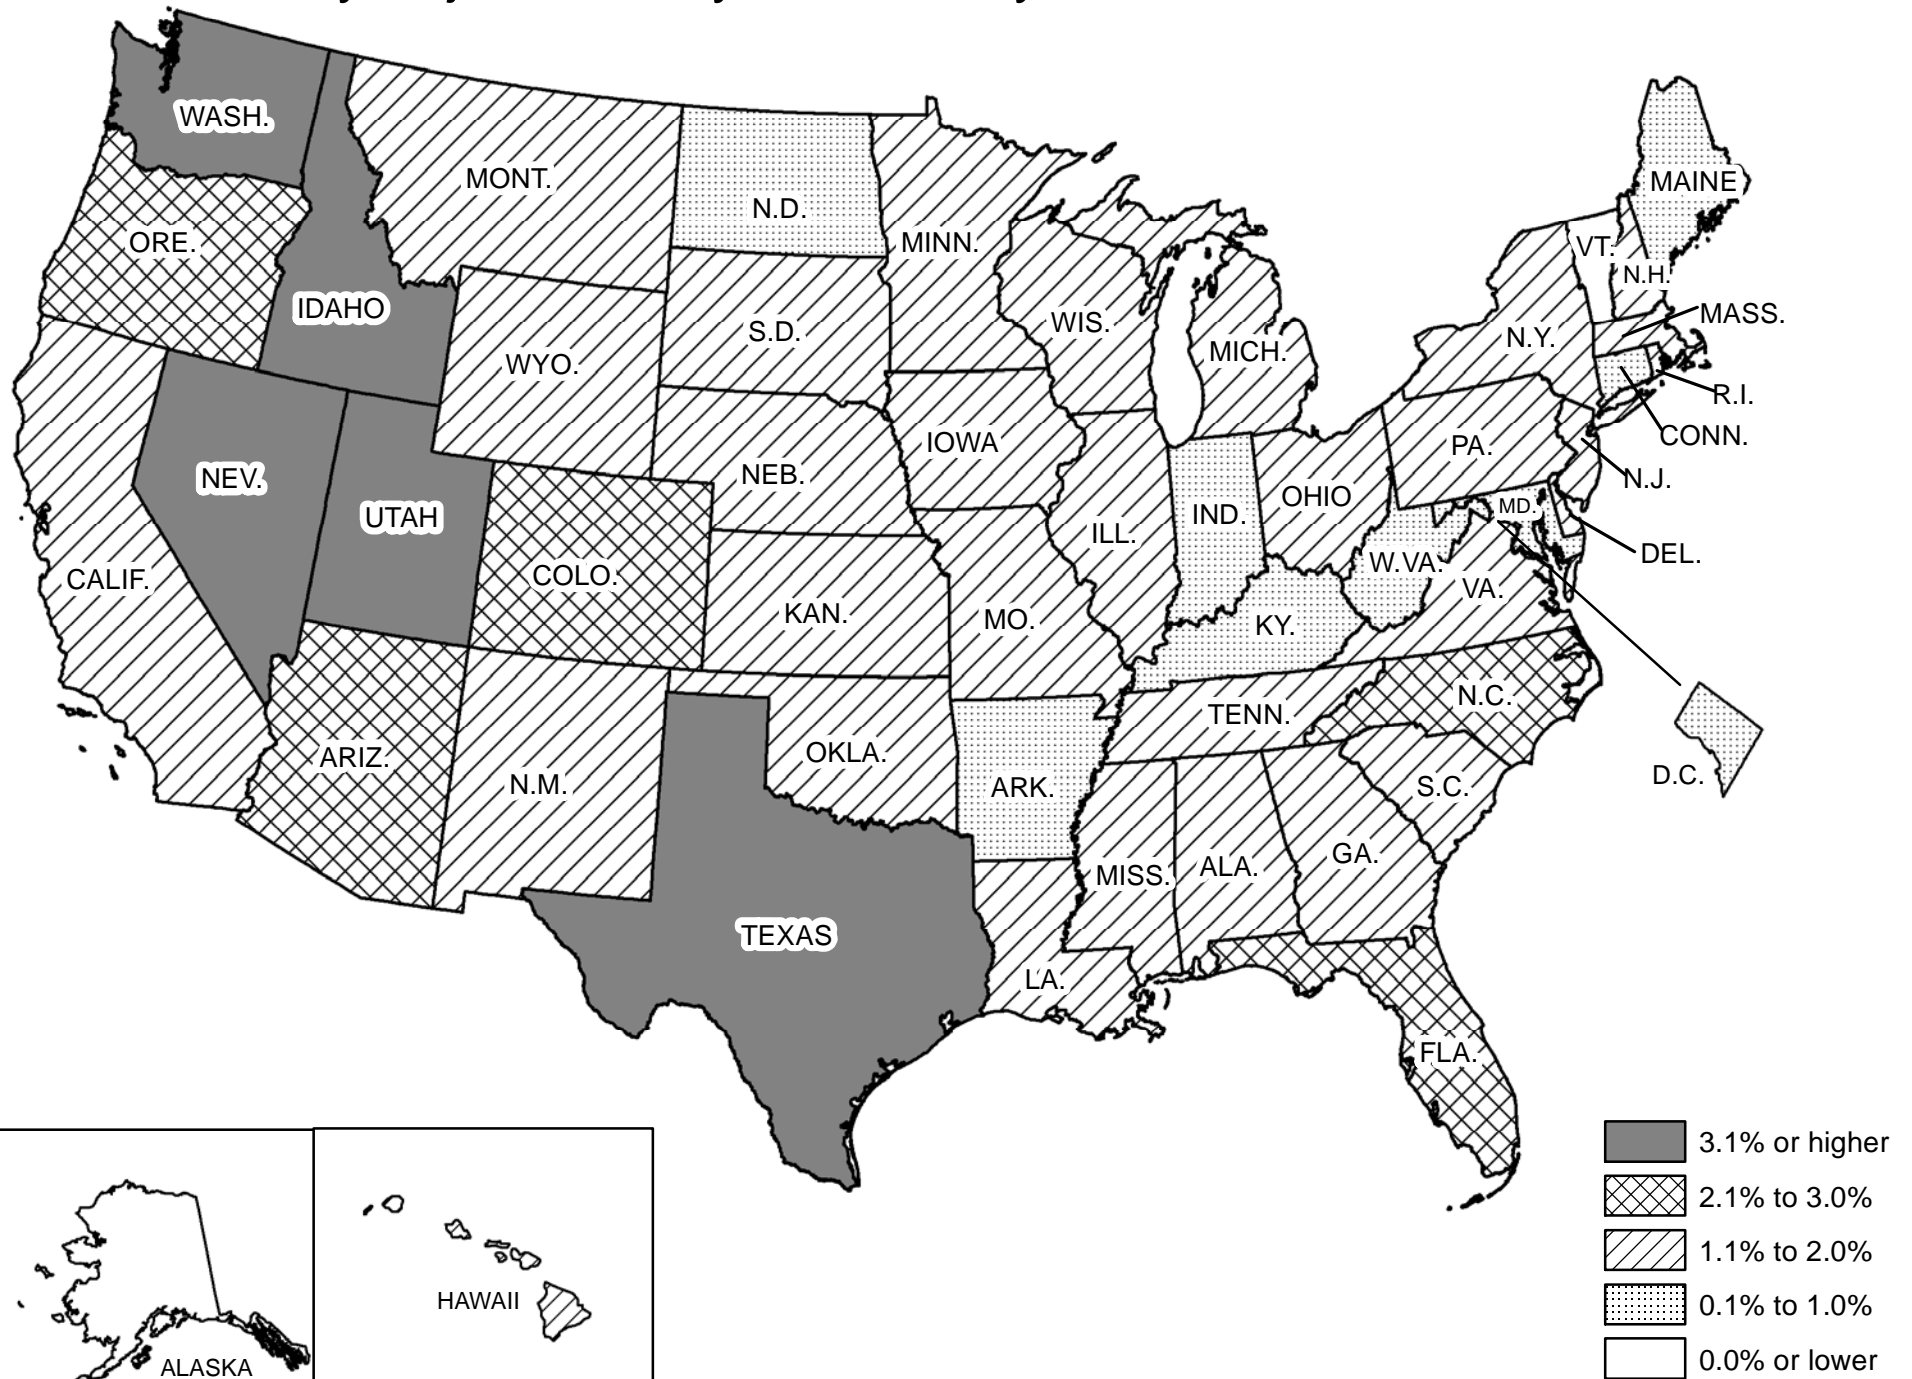 WASH.
MONT.
N.D.
MINN.
MAINE
VT.
N.H.
ORE.
IDAHO
S.D.
WIS.
MICH.
N.Y.
MASS.
WYO.
R.I.
CONN.
IOWA
PA.
NEB.
N.J.
NEV.
UTAH
ILL.
IND.
OHIO
MD.
W.VA.
DEL.
CALIF.
COLO.
KAN.
MO.
KY.
VA.
N.C.
TENN.
ARIZ.
N.M.
OKLA.
ARK.
S.C.
D.C.
MISS.
ALA.
GA.
TEXAS
LA.
FLA.
HAWAII
ALASKA
3.1% or higher
2.1% to 3.0%
1.1% to 2.0%
0.1% to 1.0%
0.0% or lower